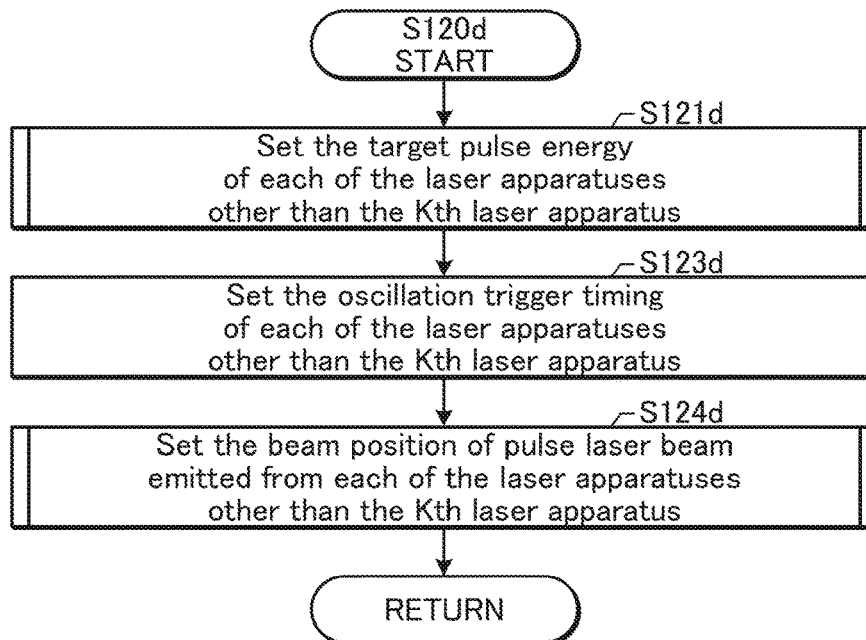 S120d
START
S121d
Set the target pulse energy
of each of the laser apparatuses
other than the Kth laser apparatus
S123d
Set the oscillation trigger timing
of each of the laser apparatuses
other than the Kth laser apparatus
S124d
Set the beam position of pulse laser beam
emitted from each of the laser apparatuses
other than the Kth laser apparatus
RETURN